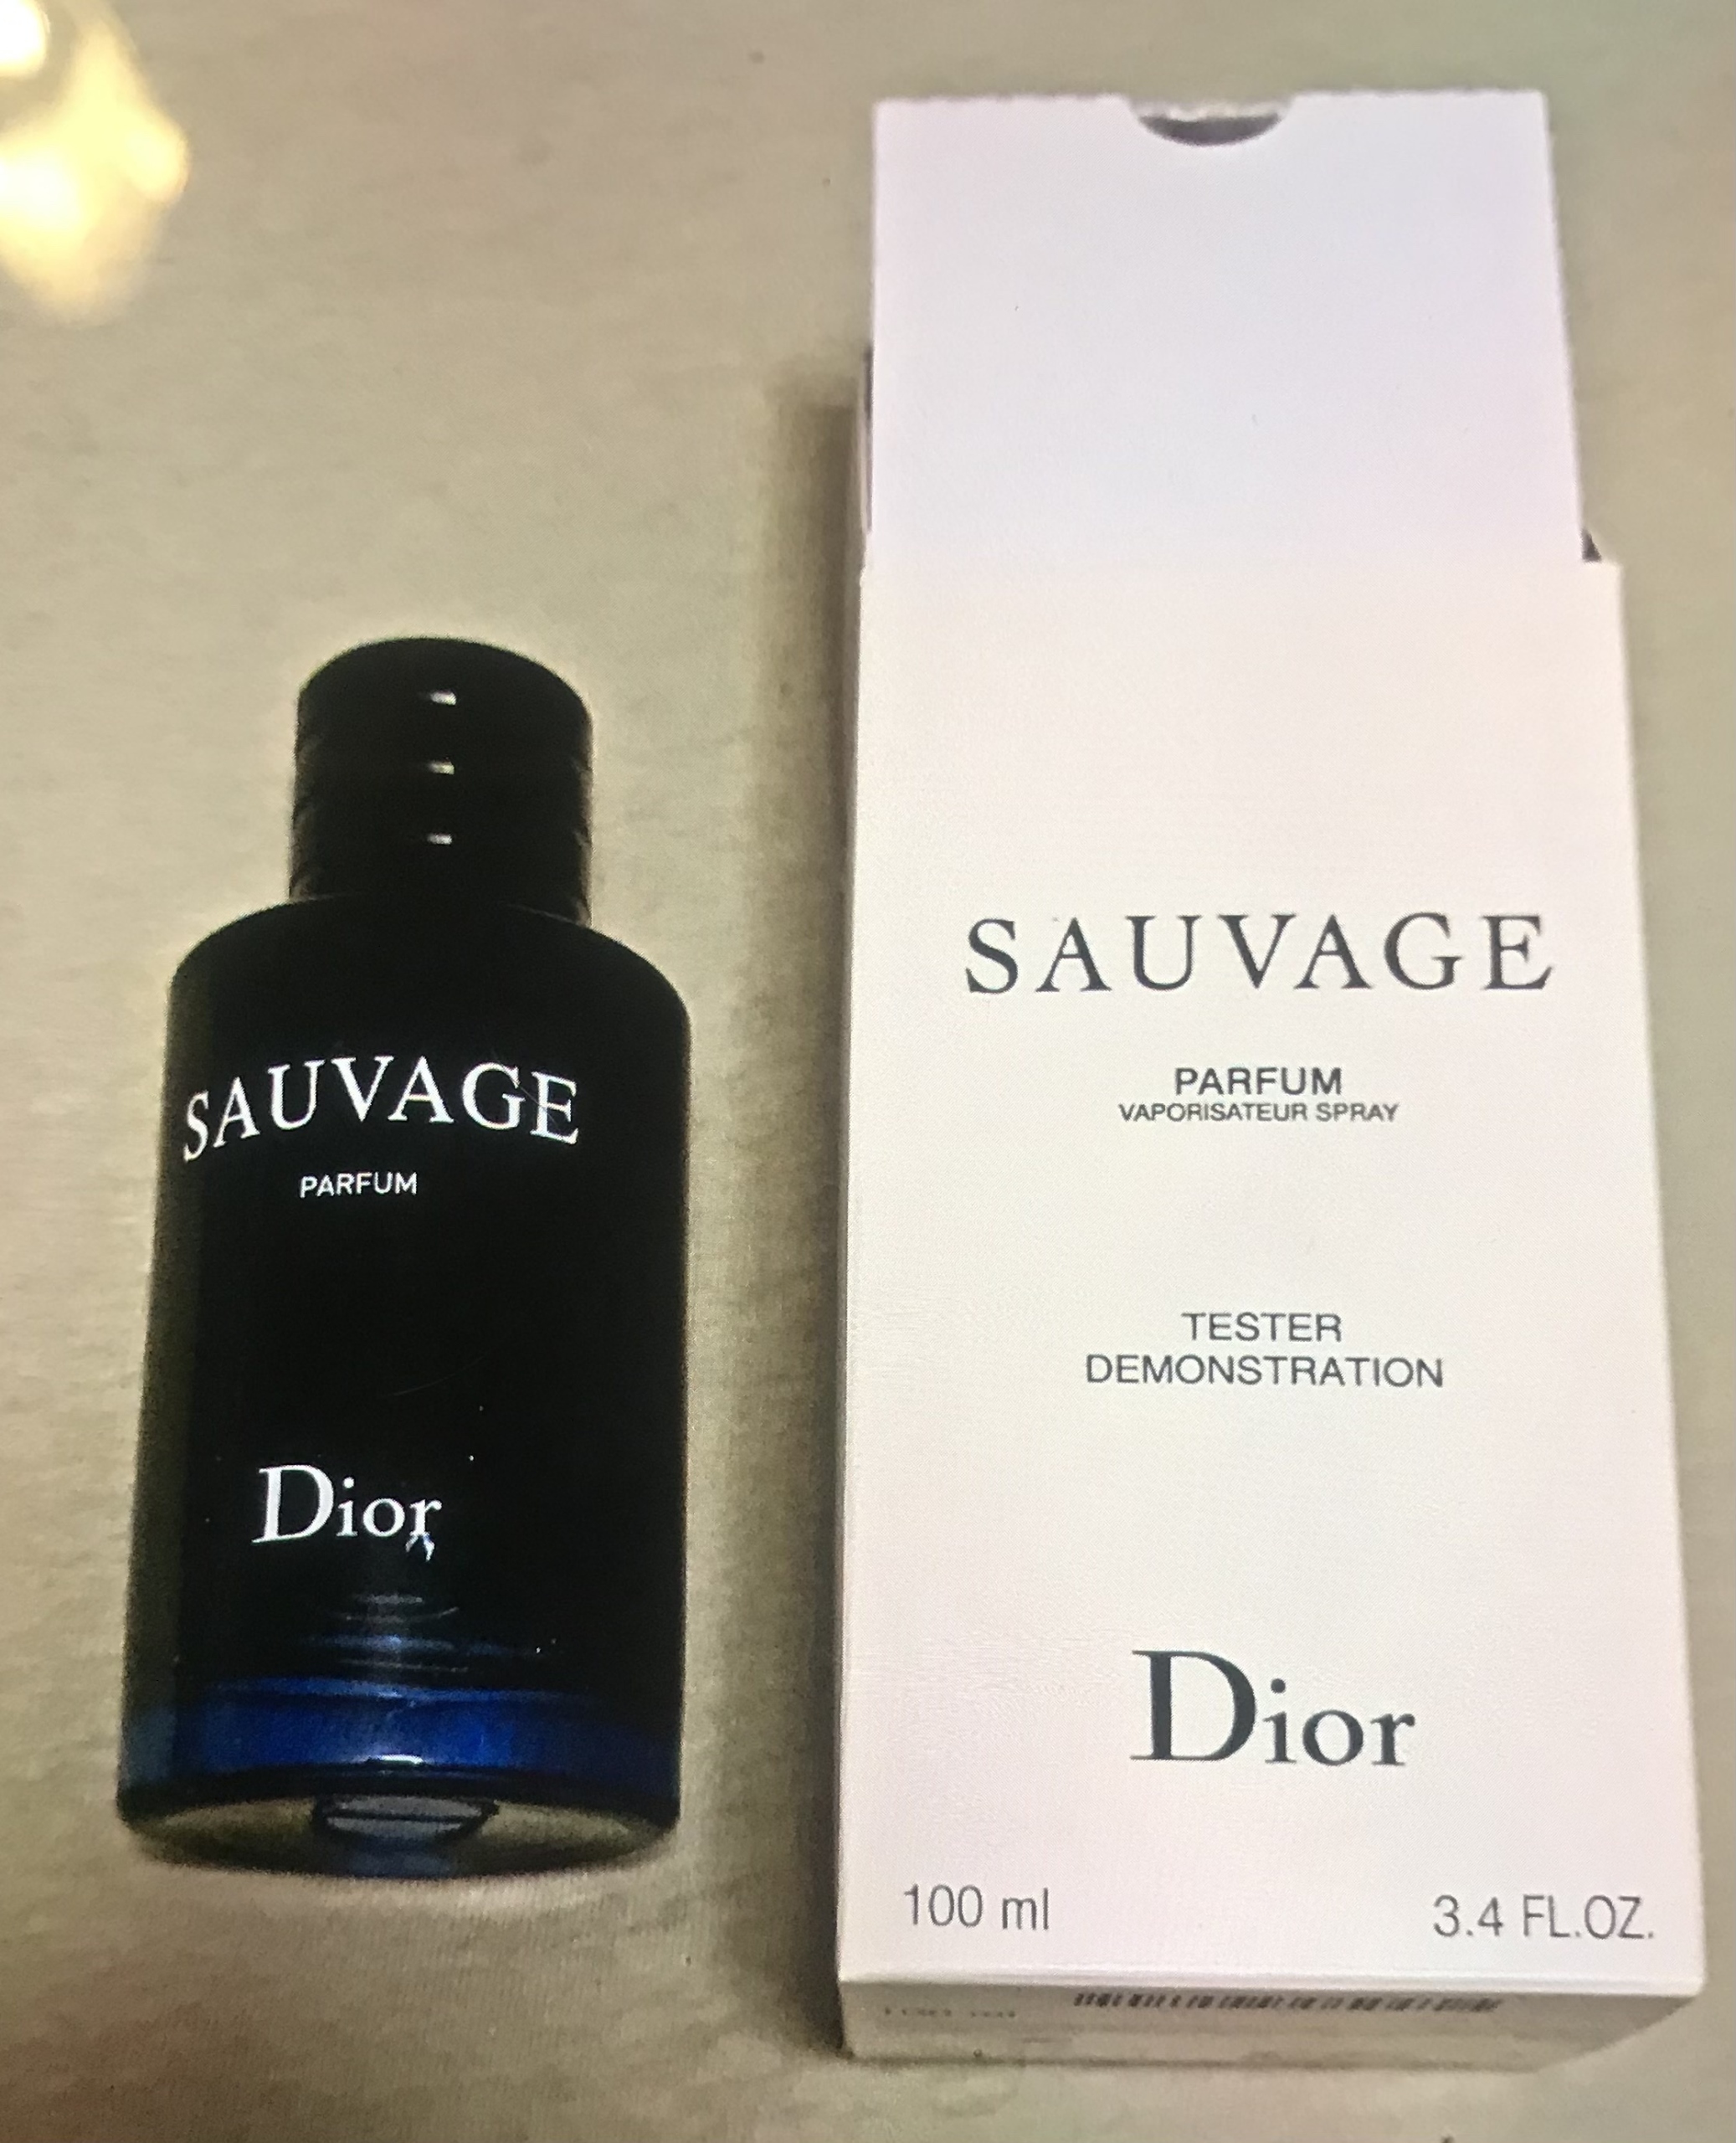 SAUVAGE
PARFUM
Dior
SAUVAGE
PARFUM
VAPORISATEUR SPRAY
TESTER
DEMONSTRATION
Dior
100 ml
3.4 FL.OZ.